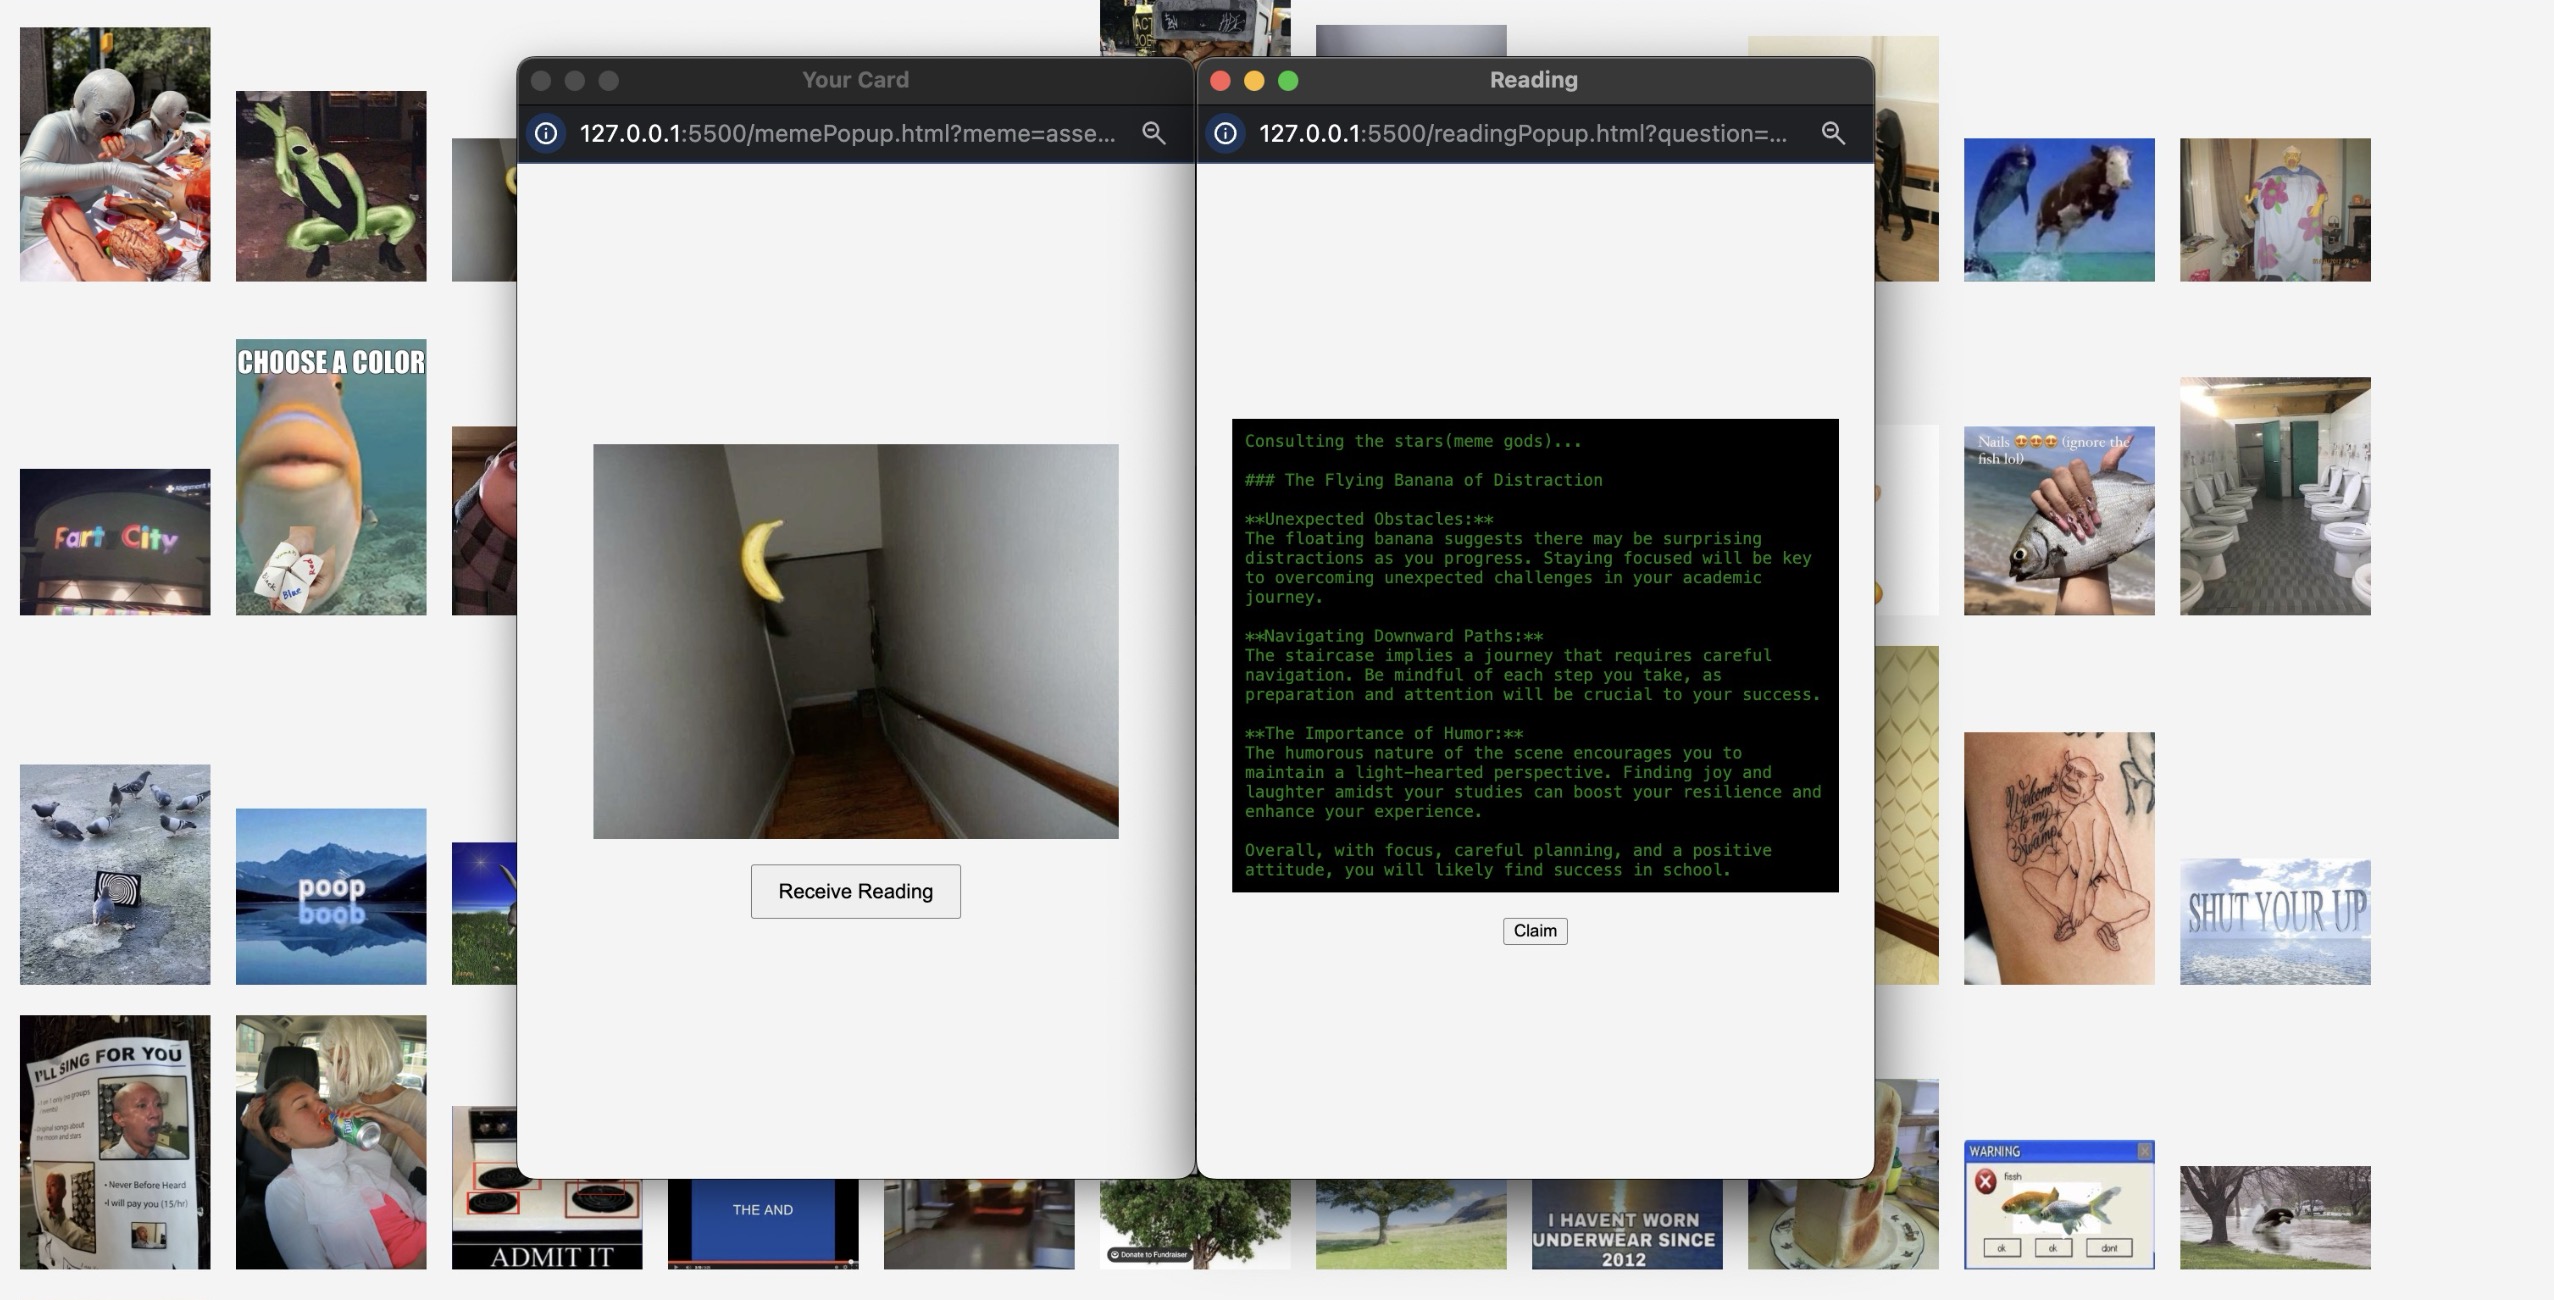 Your Card
127.0.0.1:5500/memePopup.html?meme=asse...
Receive Reading
Reading
127.0.0.1:5500/readingPopup.html?question=...
Consulting the stars(meme gods)...
### The Flying Banana of Distraction
**Unexpected Obstacles:**
The floating banana suggests there may be surprising
distractions as you progress. Staying focused will be key
to overcoming unexpected challenges in your academic
journey.
**Navigating Downward Paths:**
The staircase implies a journey that requires careful
navigation. Be mindful of each step you take, as
preparation and attention will be crucial to your success.
**The Importance of Humor:**
The humorous nature of the scene encourages you to
maintain a light-hearted perspective. Finding joy and
laughter amidst your studies can boost your resilience and
enhance your experience.
Overall, with focus, careful planning, and a positive
attitude, you will likely find success in school.
Claim
CHOOSE A COLOR
Blue
Fart City
Nails 😍😍😍 (ignore the
fish lol)
poop
Welcome
to my
Swamp
SHUT YOUR UP
I'LL SING FOR YOU
• Never Before Heard
•I will pay you (15/hr)
ADMIT IT
THE AND
Donate to Fundraiser
I HAVENT WORN
UNDERWEAR SINCE
2012
WARNING
fissh
ok
ok
dont